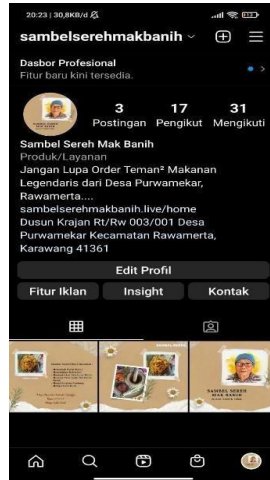 20:23 | 30,8KB/d
sambelserehmakbanih
Dasbor Profesional
Fitur baru kini tersedia.
3 17 31
Postingan Pengikut Mengikuti
Sambel Sereh Mak Banih
Produk/Layanan
Jangan Lupa Order Teman² Makanan
Legendaris dari Desa Purwamekar,
Rawamerta....
sambelserehmakbanih.live/home
Dusun Krajan Rt/Rw 003/001 Desa
Purwamekar Kecamatan Rawamerta,
Karawang 41361
Edit Profil
Fitur Iklan Insight Kontak
SAMBEL SEREH
SAMBEL SEREH
MAK BANIH